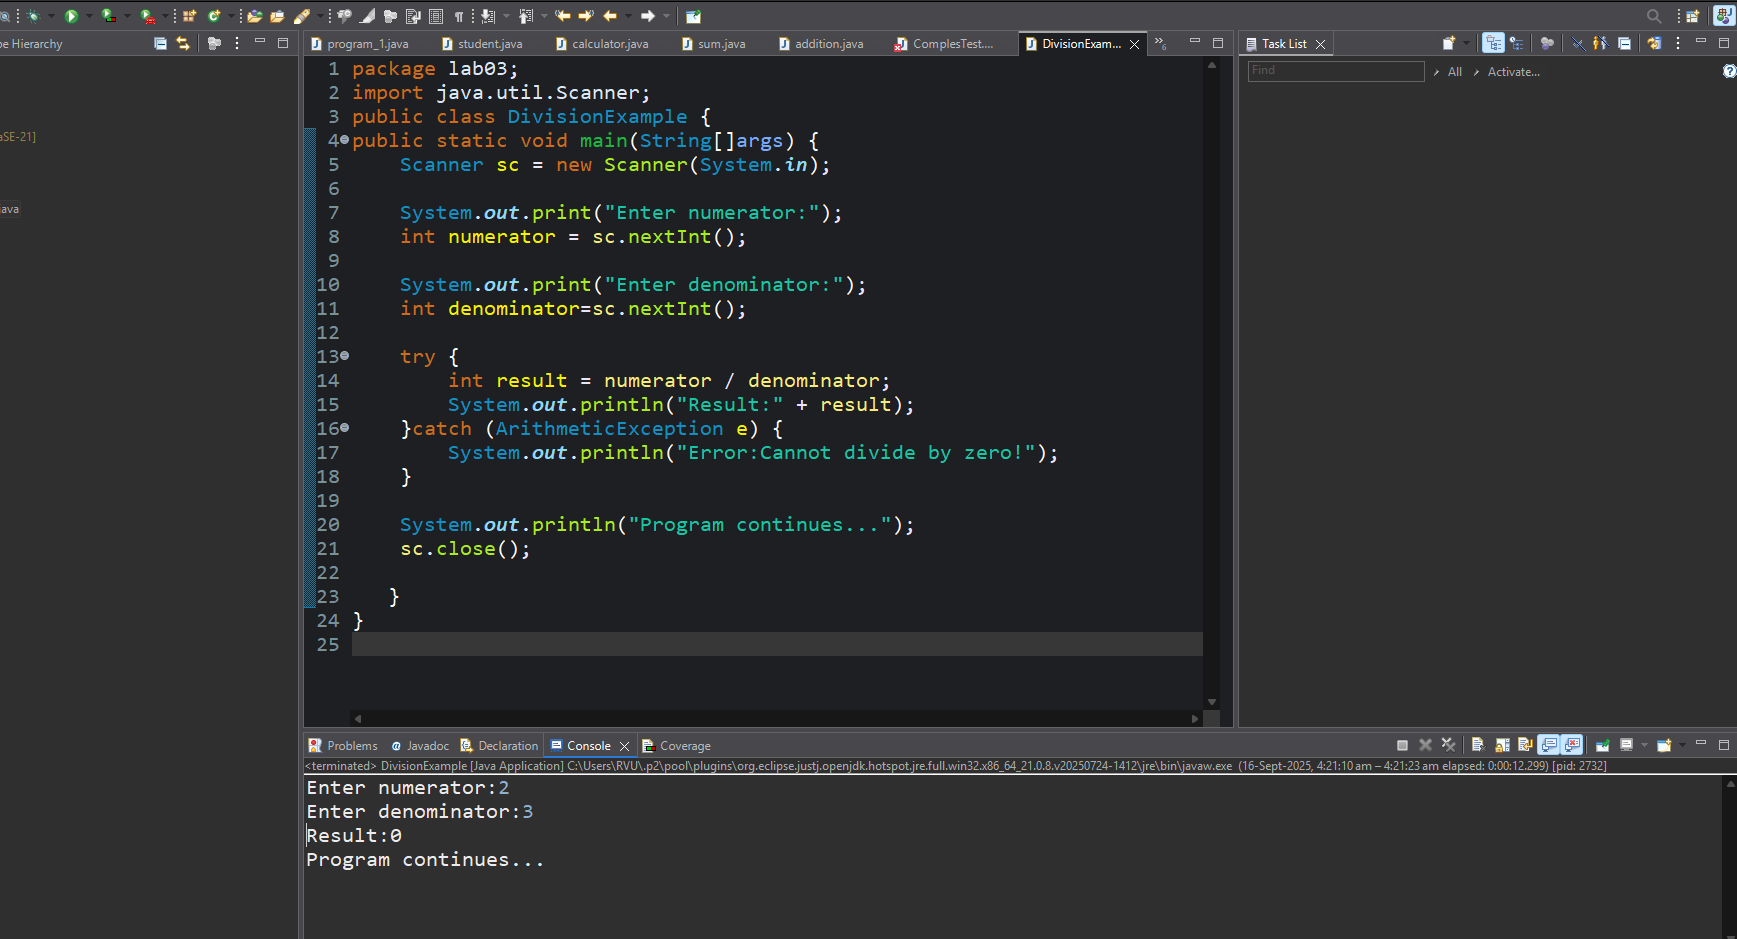 pe Hierarchy
aSE-21]
java
program_1.java
student.java
calculator.java
sum.java
addition.java
ComplesTest....
DivisionExam...
»6
1 package lab03;
2 import java.util.Scanner;
3 public class DivisionExample {
4 public static void main(String[]args) {
5     Scanner sc = new Scanner(System.in);
6
7     System.out.print("Enter numerator:");
8     int numerator = sc.nextInt();
9
10     System.out.print("Enter denominator:");
11     int denominator=sc.nextInt();
12
13     try {
14         int result = numerator / denominator;
15         System.out.println("Result:" + result);
16     }catch (ArithmeticException e) {
17         System.out.println("Error:Cannot divide by zero!");
18     }
19
20     System.out.println("Program continues...");
21     sc.close();
22
23    }
24 }
25
Task List
Find
All
Activate...
Problems
Javadoc
Declaration
Console
Coverage
<terminated> DivisionExample [Java Application] C:\Users\RVU\.p2\pool\plugins\org.eclipse.justj.openjdk.hotspot.jre.full.win32.x86_64_21.0.8.v20250724-1412\jre\bin\javaw.exe (16-Sept-2025, 4:21:10 am – 4:21:23 am elapsed: 0:00:12.299) [pid: 2732]
Enter numerator:2
Enter denominator:3
Result:0
Program continues...